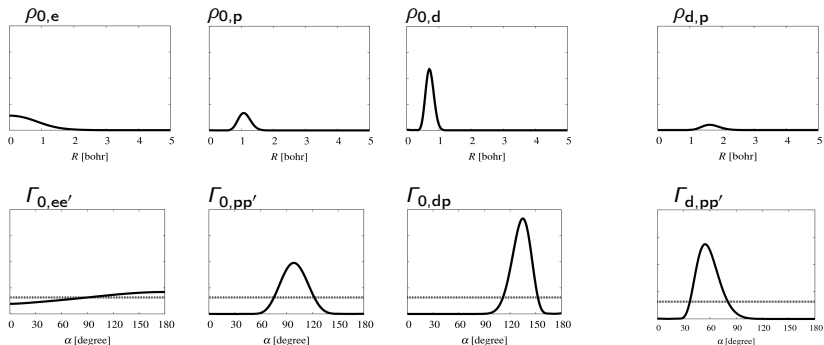 ρ0,e ρ0,p ρ0,d ρd,p
0 1 2 3 4 5 0 1 2 3 4 5 0 1 2 3 4 5 0 1 2 3 4 5
R [bohr] R [bohr] R [bohr] R [bohr]
Γ0,ee′ Γ0,pp′ Γ0,dp Γd,pp′
0 30 60 90 120 150 180 0 30 60 90 120 150 180 0 30 60 90 120 150 180 0 30 60 90 120 150 180
α [degree] α [degree] α [degree] α [degree]